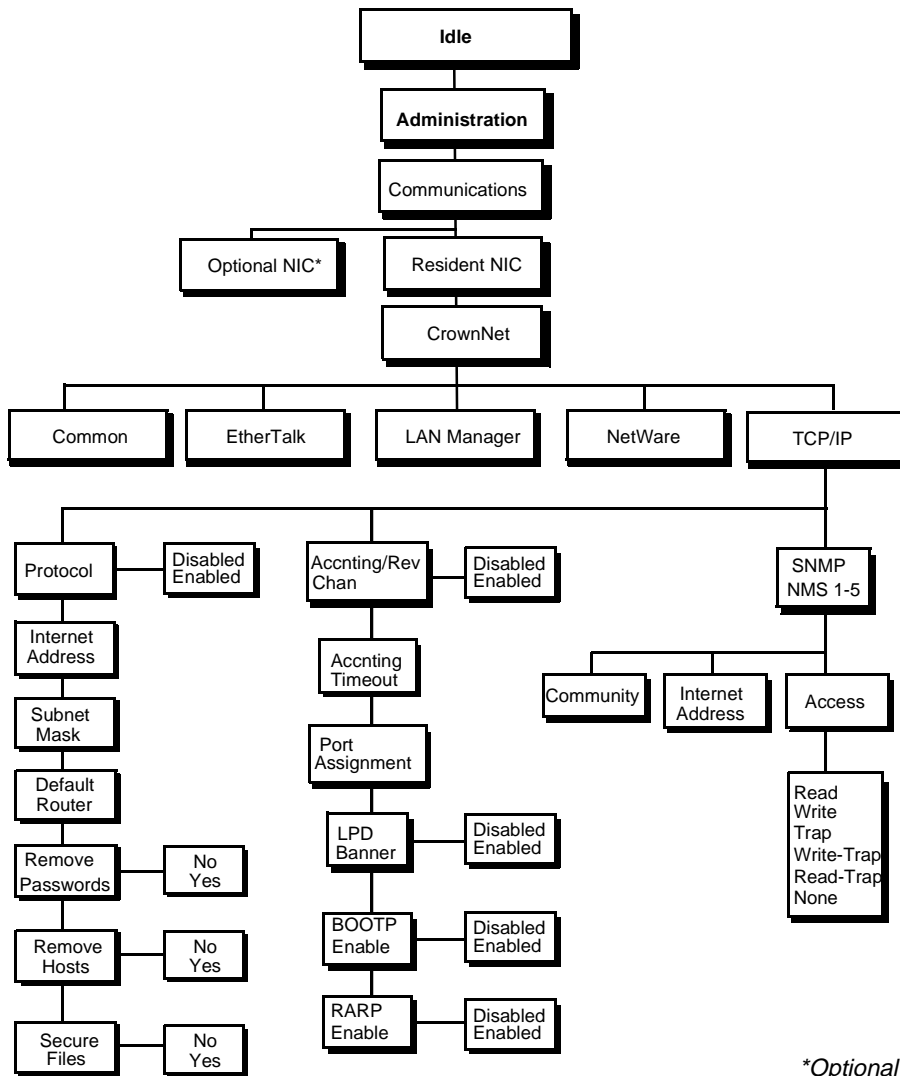 Idle
Administration
Communications
Optional NIC*
Resident NIC
CrownNet
Common
EtherTalk
LAN Manager
NetWare
TCP/IP
Protocol
Disabled
Enabled
Internet
Address
Subnet
Mask
Default
Router
Remove
Passwords
No
Yes
Remove
Hosts
No
Yes
Secure
Files
No
Yes
Accnting/Rev
Chan
Disabled
Enabled
Accnting
Timeout
Port
Assignment
LPD
Banner
Disabled
Enabled
BOOTP
Enable
Disabled
Enabled
RARP
Enable
Disabled
Enabled
SNMP
NMS 1-5
Community
Internet
Address
Access
Read
Write
Trap
Write-Trap
Read-Trap
None
*Optional